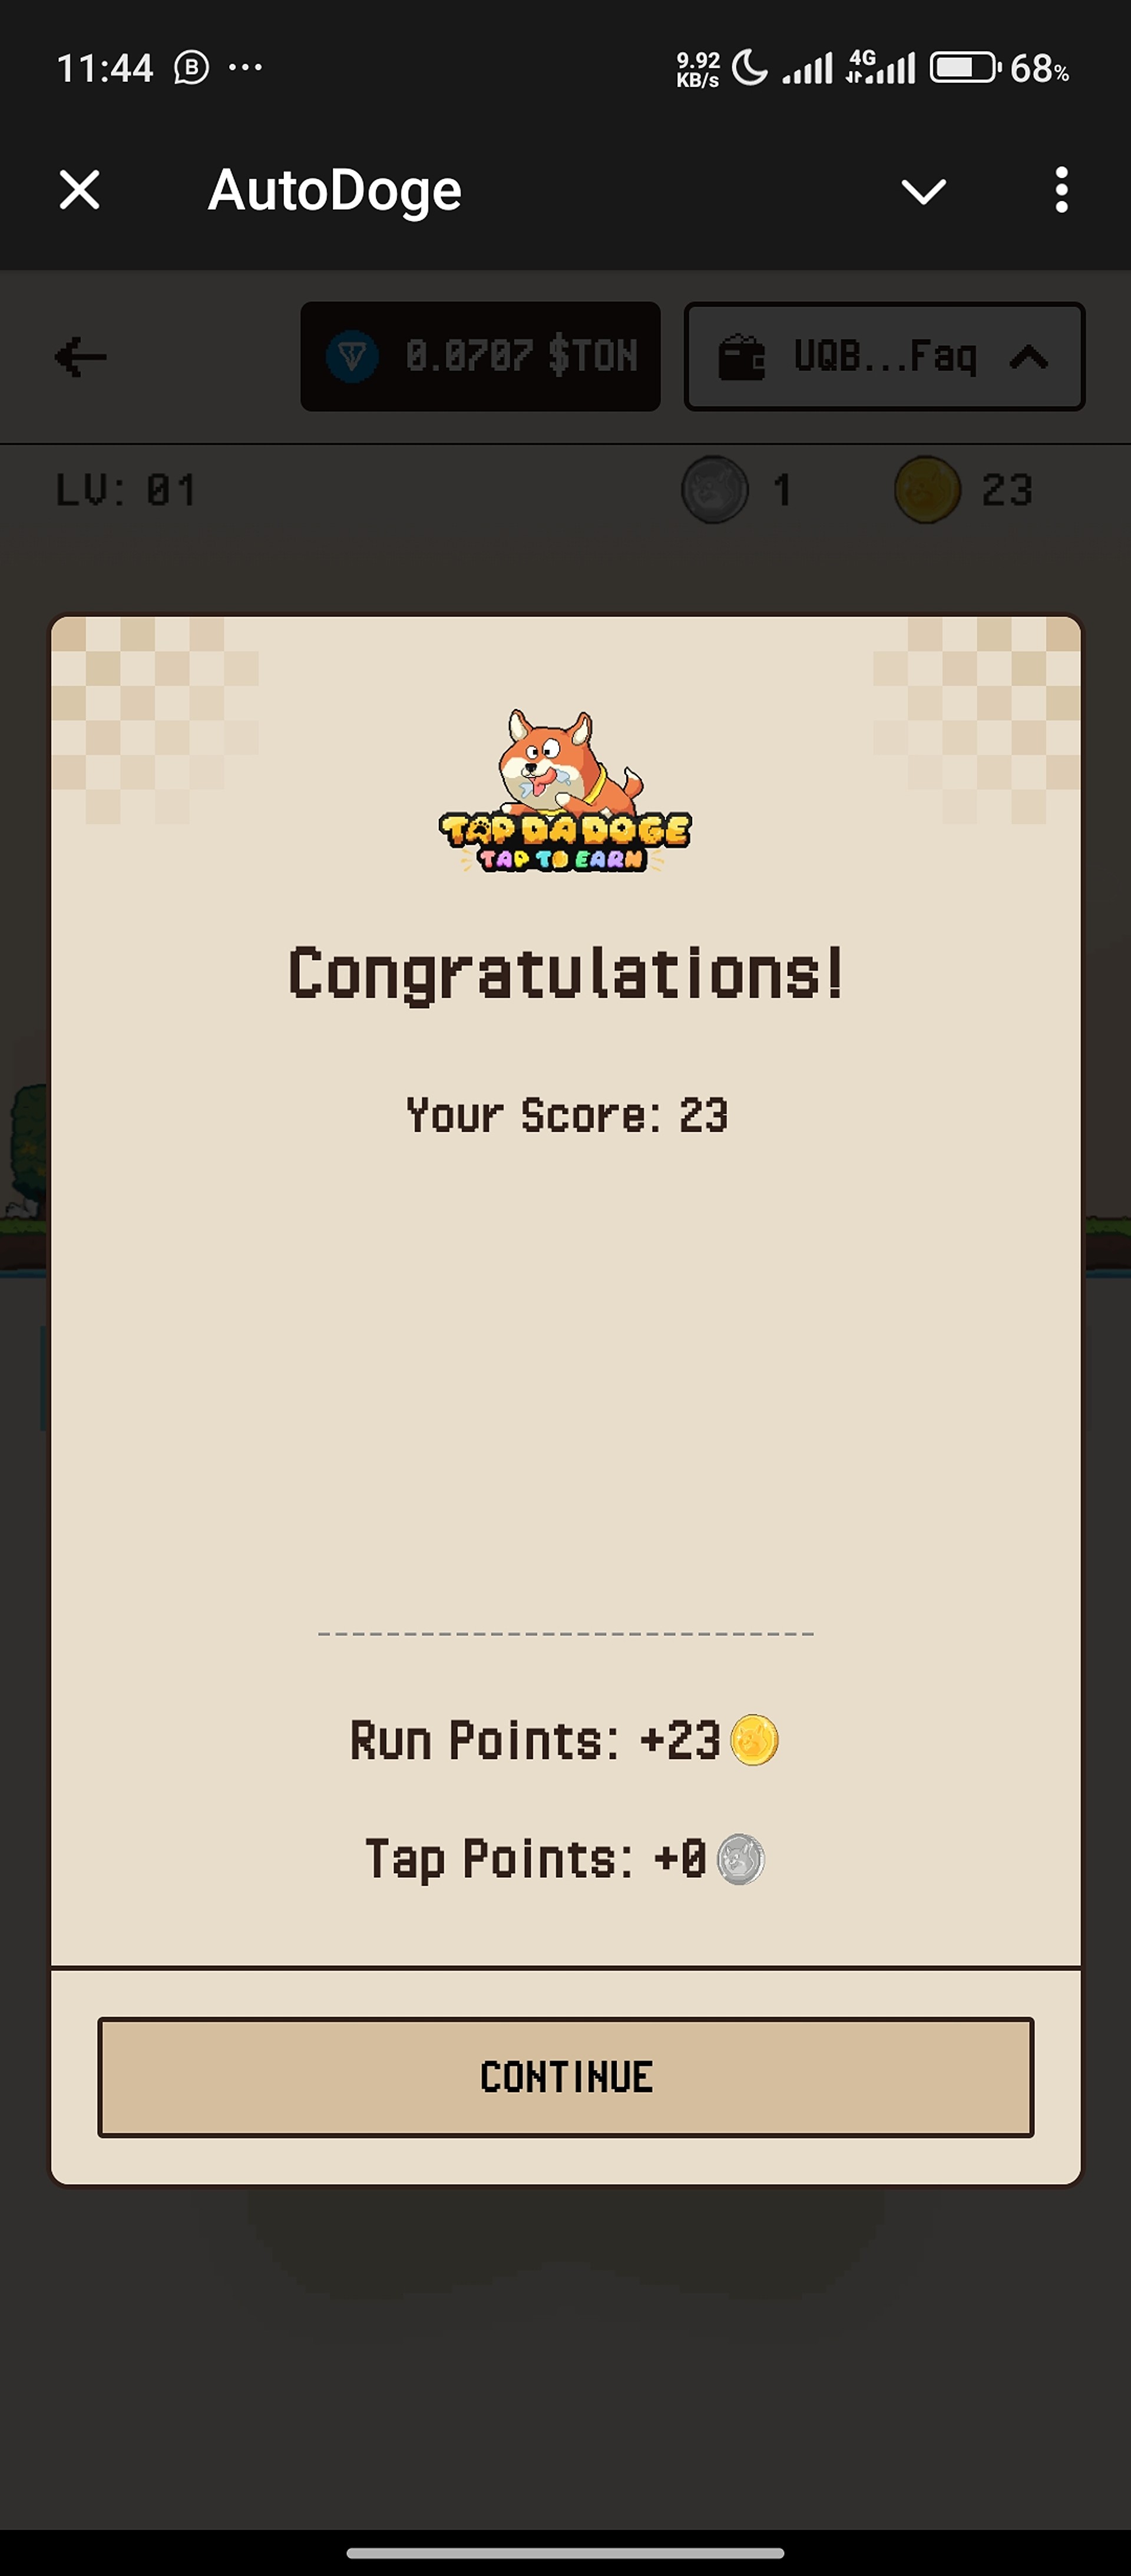 11:44 B ... 9.92 KB/s 4G 68%
AutoDoge
0.0707 $TON UQB...Faq
LV: 01 1 23
TAP DA DOGE
TAP TO EARN
Congratulations!
Your Score: 23
Run Points: +23
Tap Points: +0
CONTINUE